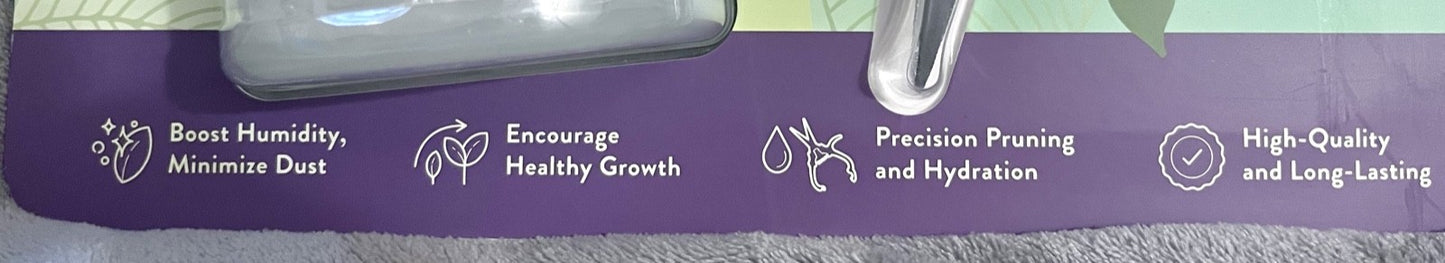 Boost Humidity,
Minimize Dust
Encourage
Healthy Growth
Precision Pruning
and Hydration
High-Quality
and Long-Lasting